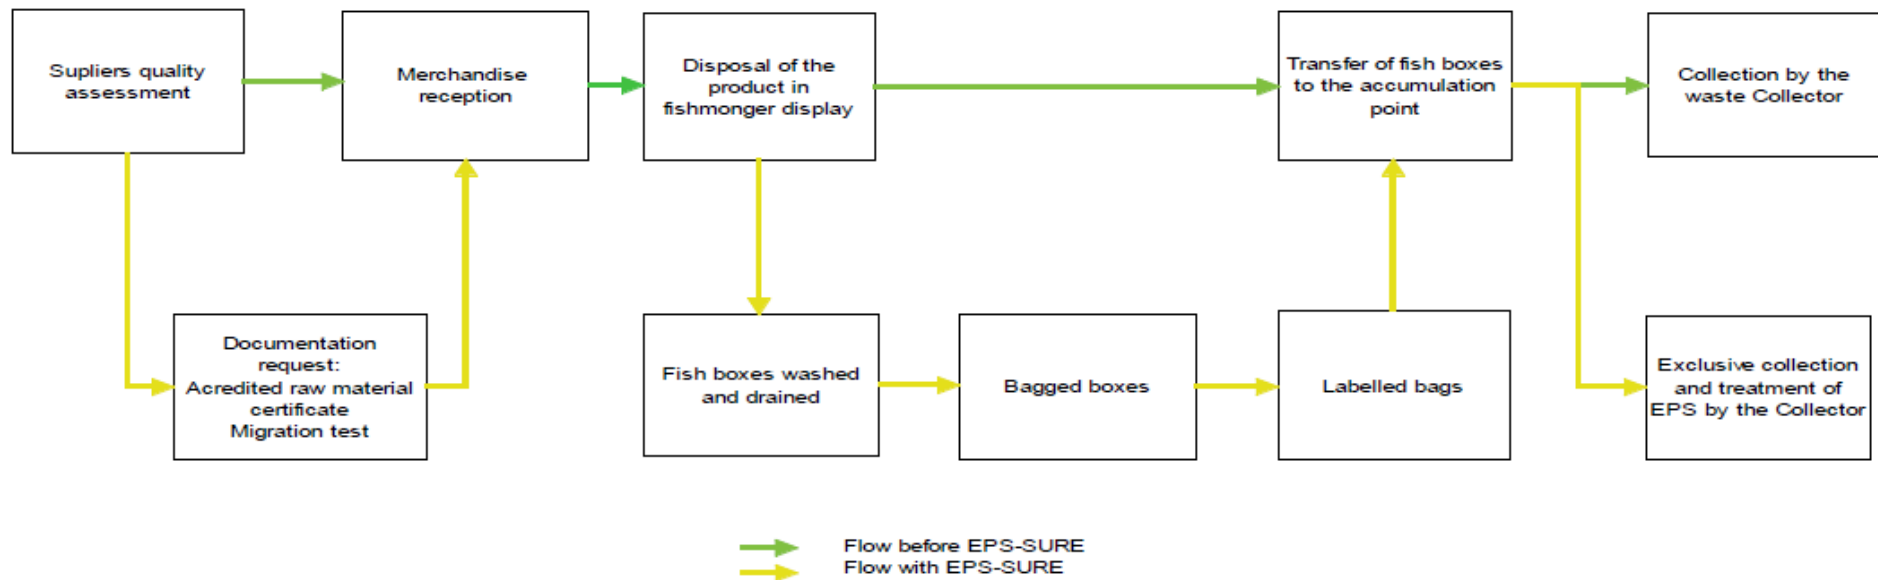 Supliers quality
assessment
Merchandise
reception
Disposal of the
product in
fishmonger display
Transfer of fish boxes
to the accumulation
point
Collection by the
waste Collector
Documentation
request:
Acredited raw material
certificate
Migration test
Fish boxes washed
and drained
Bagged boxes
Labelled bags
Exclusive collection
and treatment of
EPS by the Collector
Flow before EPS-SURE
Flow with EPS-SURE